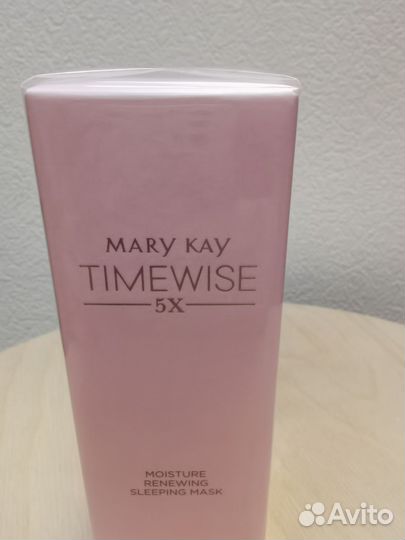 MARY KAY
TIMEWISE
5X
MOISTURE
RENEWING
SLEEPING MASK
Avito